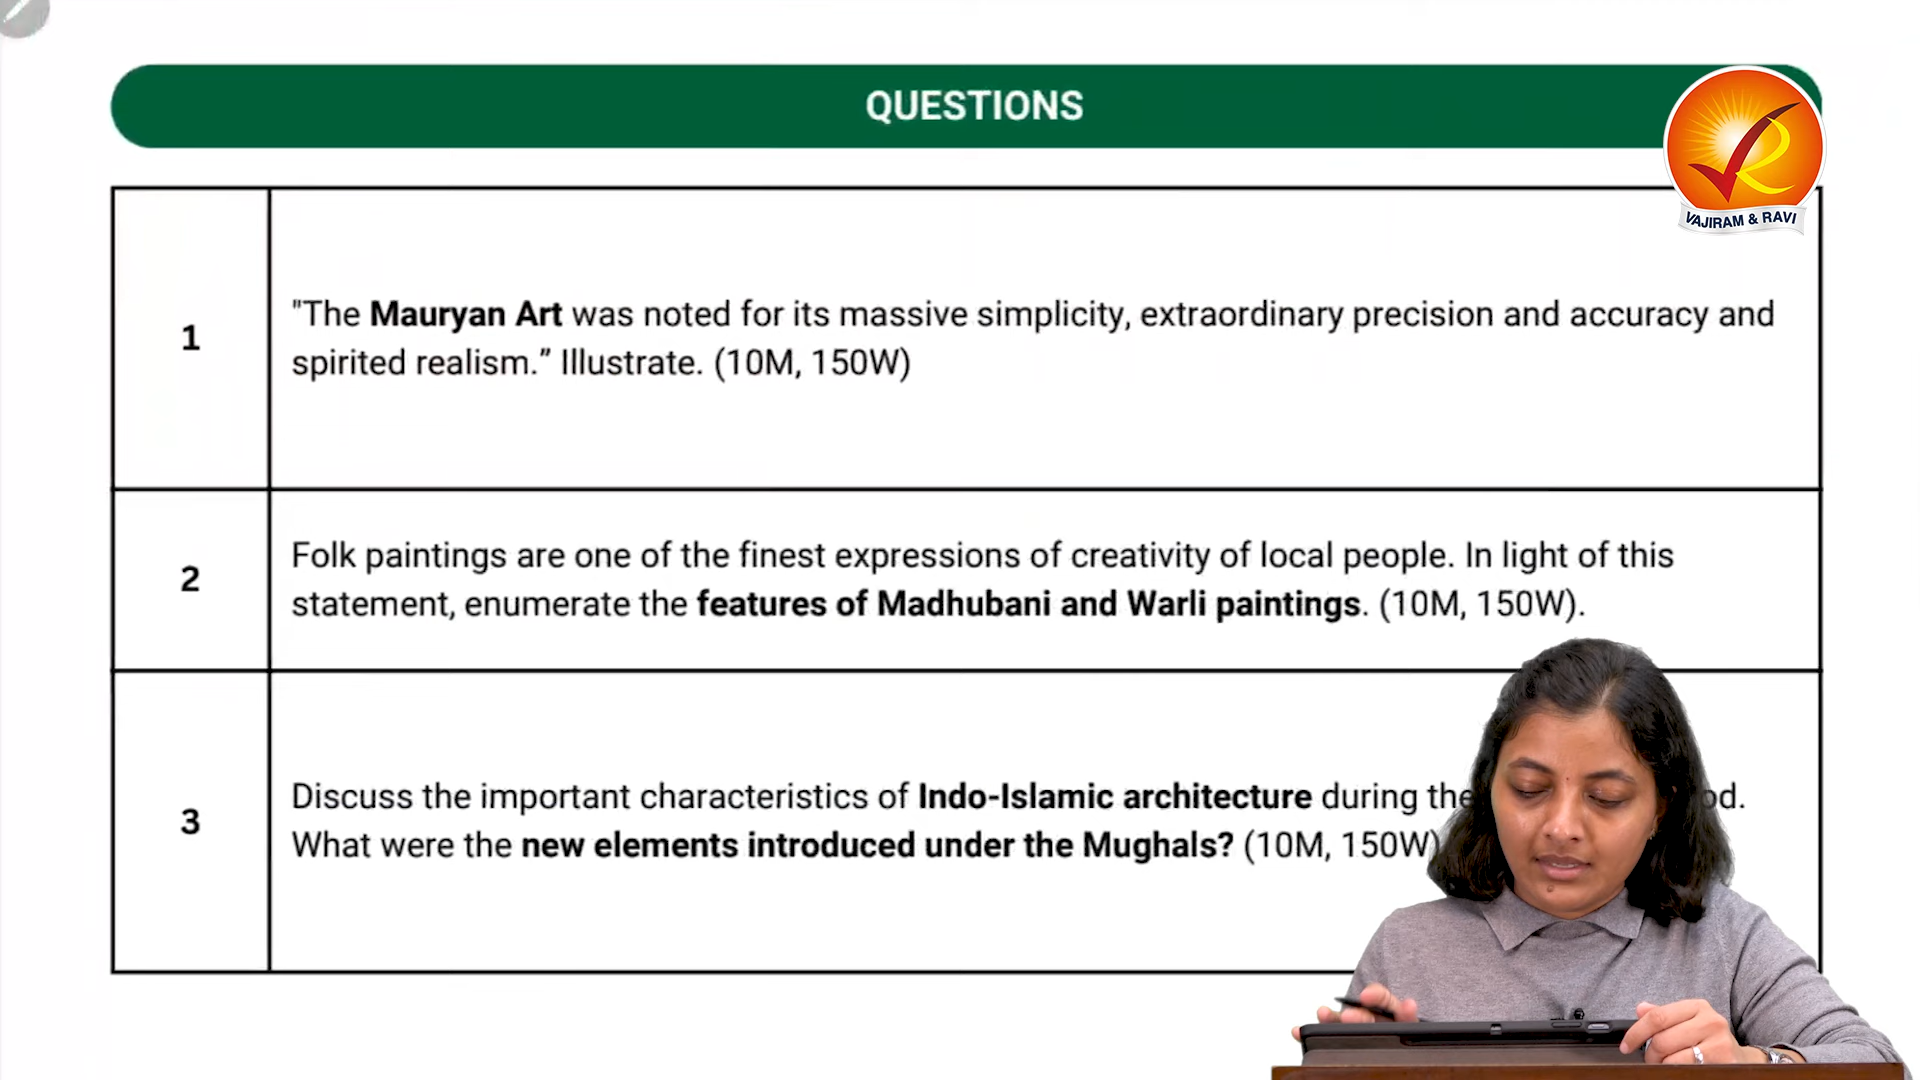 QUESTIONS
VAJIRAM & RAVI
1
"The Mauryan Art was noted for its massive simplicity, extraordinary precision and accuracy and
spirited realism.” Illustrate. (10M, 150W)
2
Folk paintings are one of the finest expressions of creativity of local people. In light of this
statement, enumerate the features of Madhubani and Warli paintings. (10M, 150W).
3
Discuss the important characteristics of Indo-Islamic architecture during the
What were the new elements introduced under the Mughals? (10M, 150W)